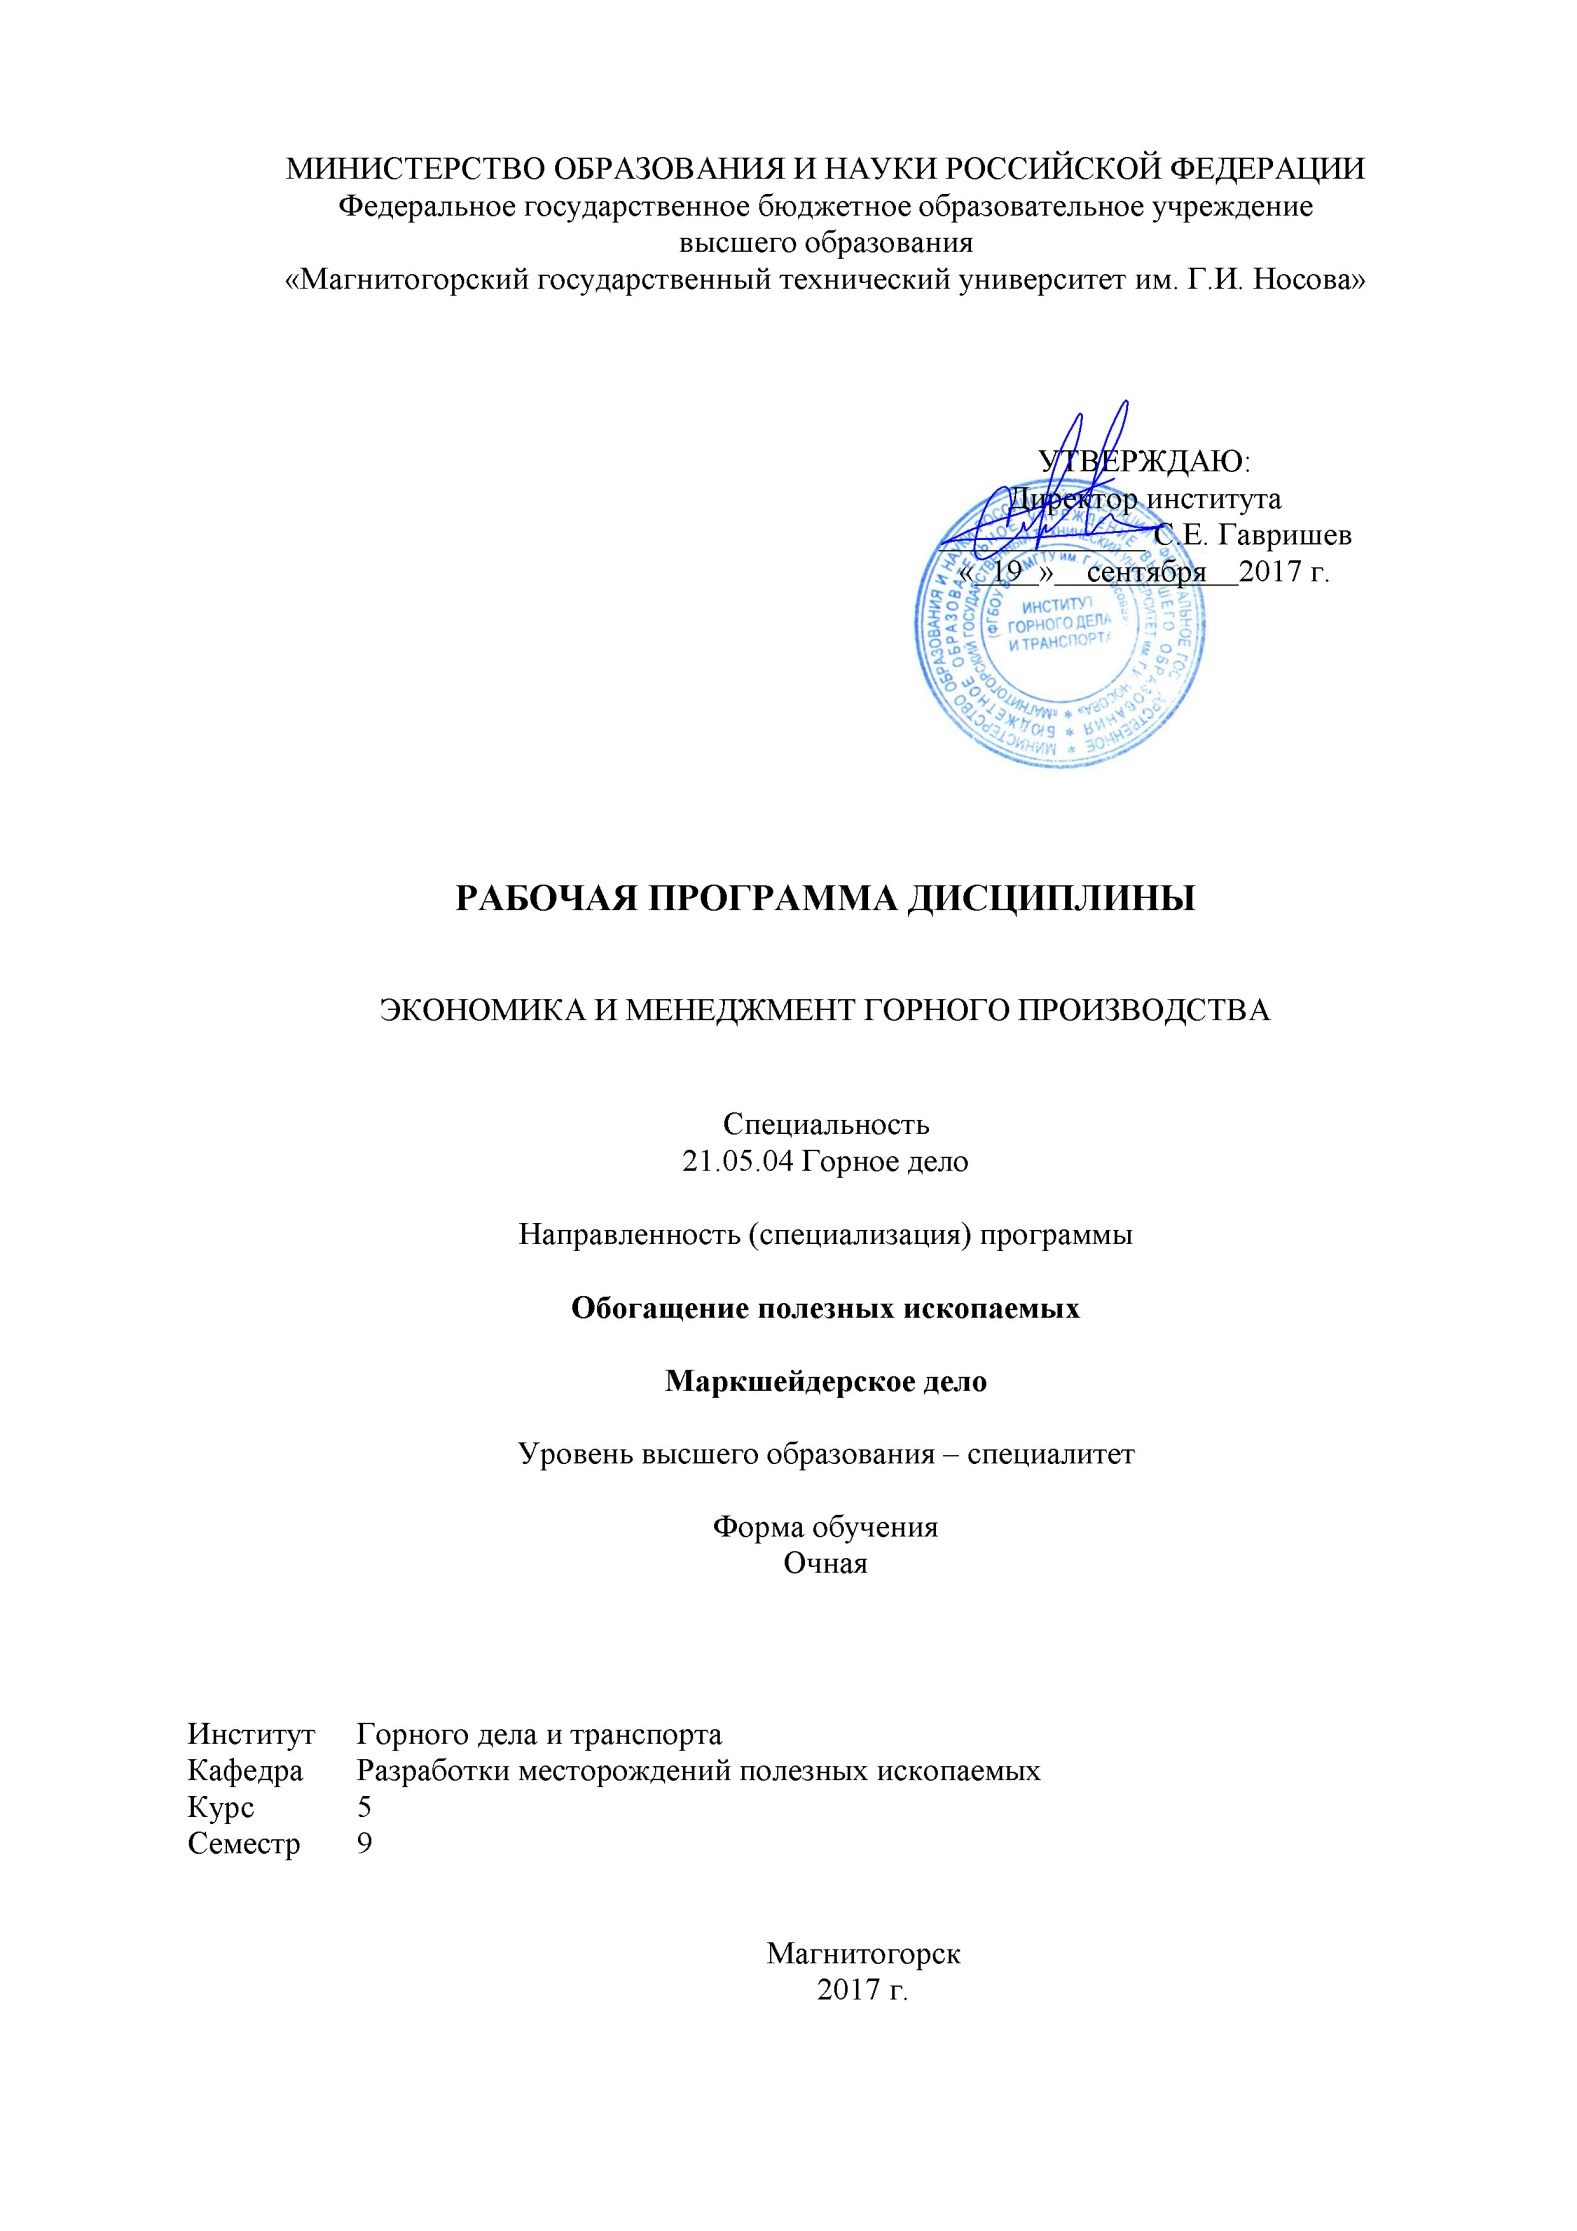 МИНИСТЕРСТВО ОБРАЗОВАНИЯ И НАУКИ РОССИЙСКОЙ ФЕДЕРАЦИИ
Федеральное государственное бюджетное образовательное учреждение
высшего образования
«Магнитогорский государственный технический университет им. Г.И. Носова»
УТВЕРЖДАЮ:
Директор института
_____________ С.Е. Гавришев
«_19_»__сентября__2017 г.
ИНСТИТУТ
ГОРНОГО ДЕЛА
И ТРАНСПОРТА
РАБОЧАЯ ПРОГРАММА ДИСЦИПЛИНЫ
ЭКОНОМИКА И МЕНЕДЖМЕНТ ГОРНОГО ПРОИЗВОДСТВА
Специальность
21.05.04 Горное дело
Направленность (специализация) программы
Обогащение полезных ископаемых
Маркшейдерское дело
Уровень высшего образования – специалитет
Форма обучения
Очная
Институт Горного дела и транспорта
Кафедра Разработки месторождений полезных ископаемых
Курс 5
Семестр 9
Магнитогорск
2017 г.